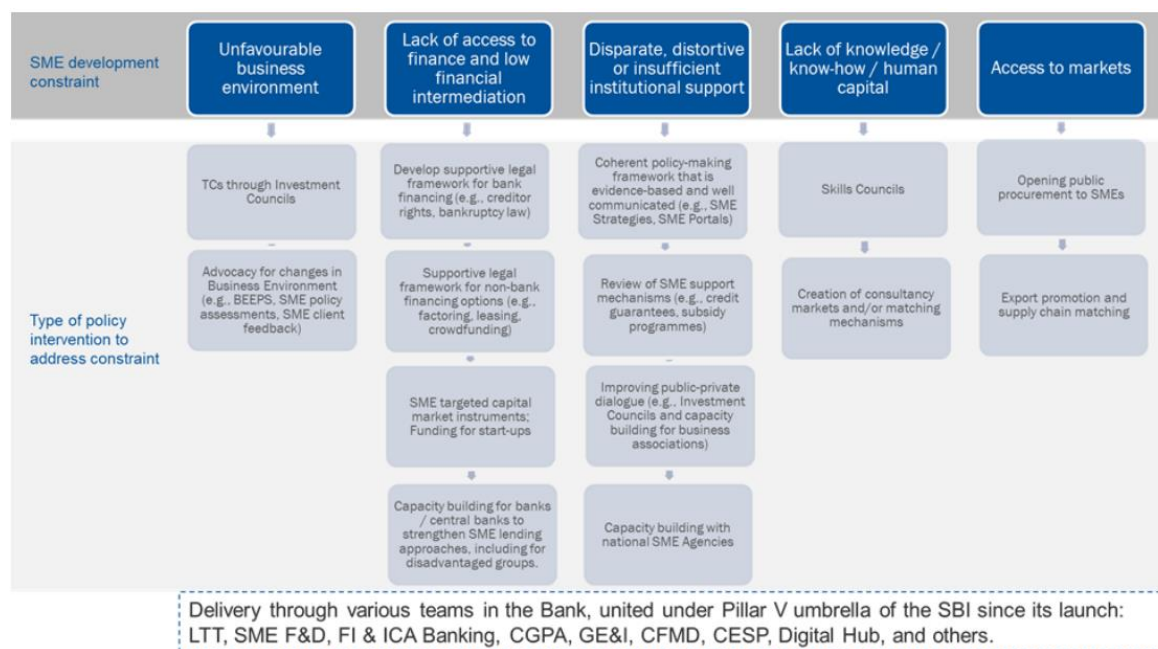 SME development
constraint
Unfavourable
business
environment
Lack of access to
finance and low
financial
intermediation
Disparate, distortive
or insufficient
institutional support
Lack of knowledge /
know-how / human
capital
Access to markets
Type of policy
intervention to
address constraint
TCs through Investment
Councils
Advocacy for changes in
Business Environment
(e.g., BEEPS, SME policy
assessments, SME client
feedback)
Develop supportive legal
framework for bank
financing (e.g., creditor
rights, bankruptcy law)
Supportive legal
framework for non-bank
financing options (e.g.,
factoring, leasing,
crowdfunding)
SME targeted capital
market instruments;
Funding for start-ups
Capacity building for banks
/ central banks to
strengthen SME lending
approaches, including for
disadvantaged groups.
Coherent policy-making
framework that is
evidence-based and well
communicated (e.g., SME
Strategies, SME Portals)
Review of SME support
mechanisms (e.g., credit
guarantees, subsidy
programmes)
Improving public-private
dialogue (e.g., Investment
Councils and capacity
building for business
associations)
Capacity building with
national SME Agencies
Skills Councils
Creation of consultancy
markets and/or matching
mechanisms
Opening public
procurement to SMEs
Export promotion and
supply chain matching
Delivery through various teams in the Bank, united under Pillar V umbrella of the SBI since its launch:
LTT, SME F&D, FI & ICA Banking, CGPA, GE&I, CFMD, CESP, Digital Hub, and others.